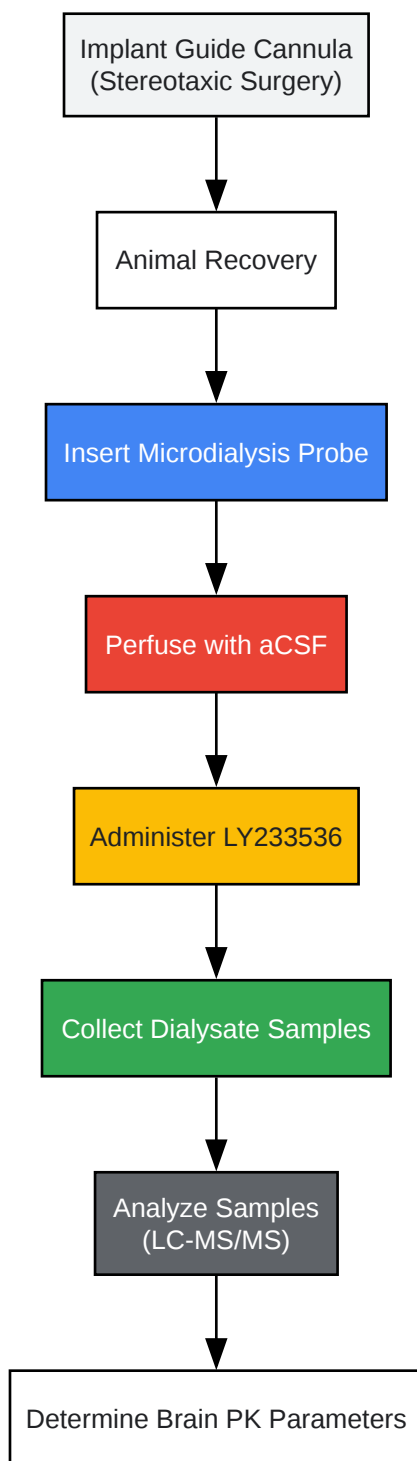 Implant Guide Cannula
(Stereotaxic Surgery)
Animal Recovery
Insert Microdialysis Probe
Perfuse with aCSF
Administer LY233536
Collect Dialysate Samples
Analyze Samples
(LC-MS/MS)
Determine Brain PK Parameters